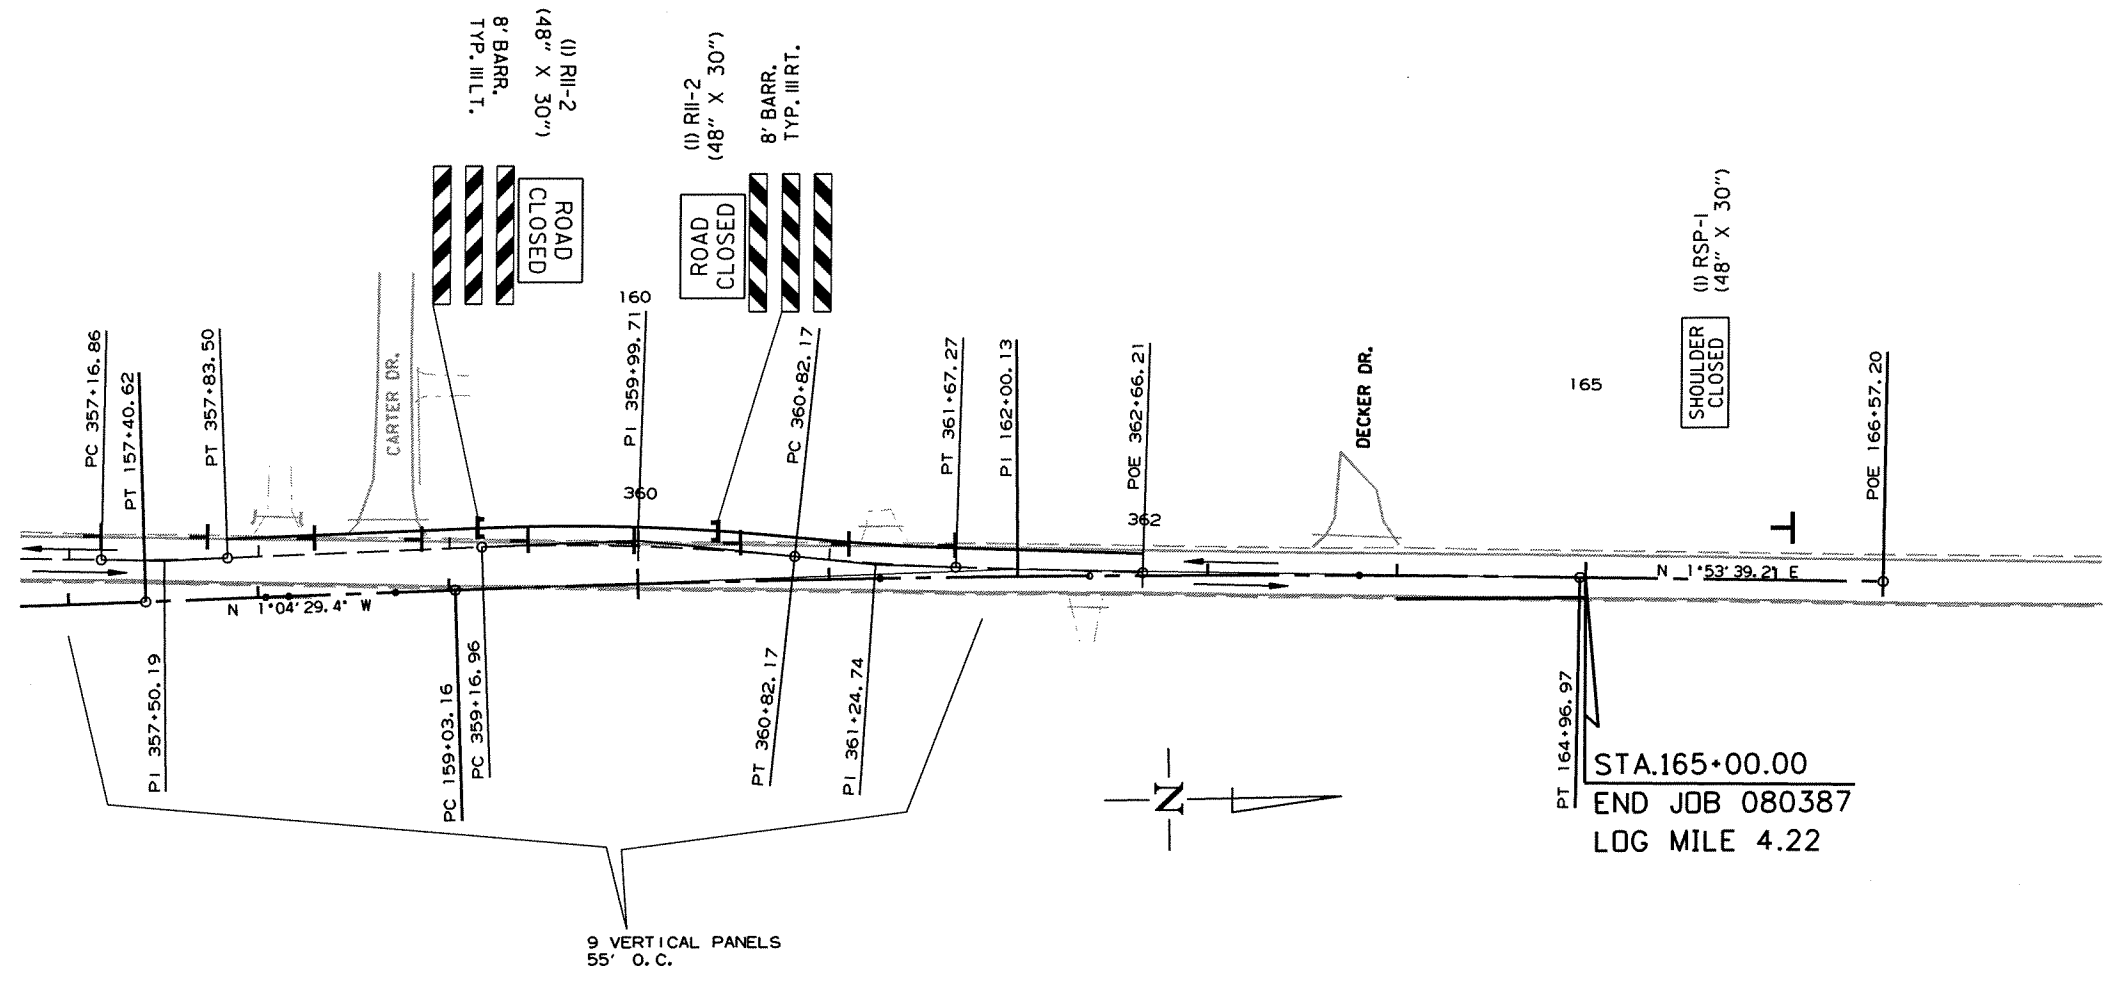 (1) R11-2
(48" X 30")
8' BARR.
TYP. III LT.
ROAD
CLOSED
(1) R11-2
(48" X 30")
8' BARR.
TYP. III RT.
ROAD
CLOSED
(1) RSP-1
(48" X 30")
SHOULDER
CLOSED
PC 357+16.86
PT 157+40.62
PT 357+83.50
CARTER DR.
160
PI 359+99.71
360
PC 360+82.17
PT 361+67.27
PI 162+00.13
POE 362+66.21
362
DECKER DR.
165
POE 166+57.20
N 1°04'29.4" W
N 1°53'39.2" E
PI 357+50.19
PC 159+03.16
PC 359+16.96
PT 360+82.17
PI 361+24.74
PT 164+96.97
N
STA.165+00.00
END JOB 080387
LOG MILE 4.22
9 VERTICAL PANELS
55' O.C.